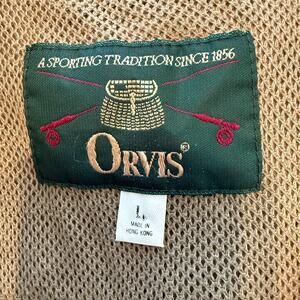 A SPORTING TRADITION SINCE 1856
ORVIS®
L
MADE IN
HONG KONG